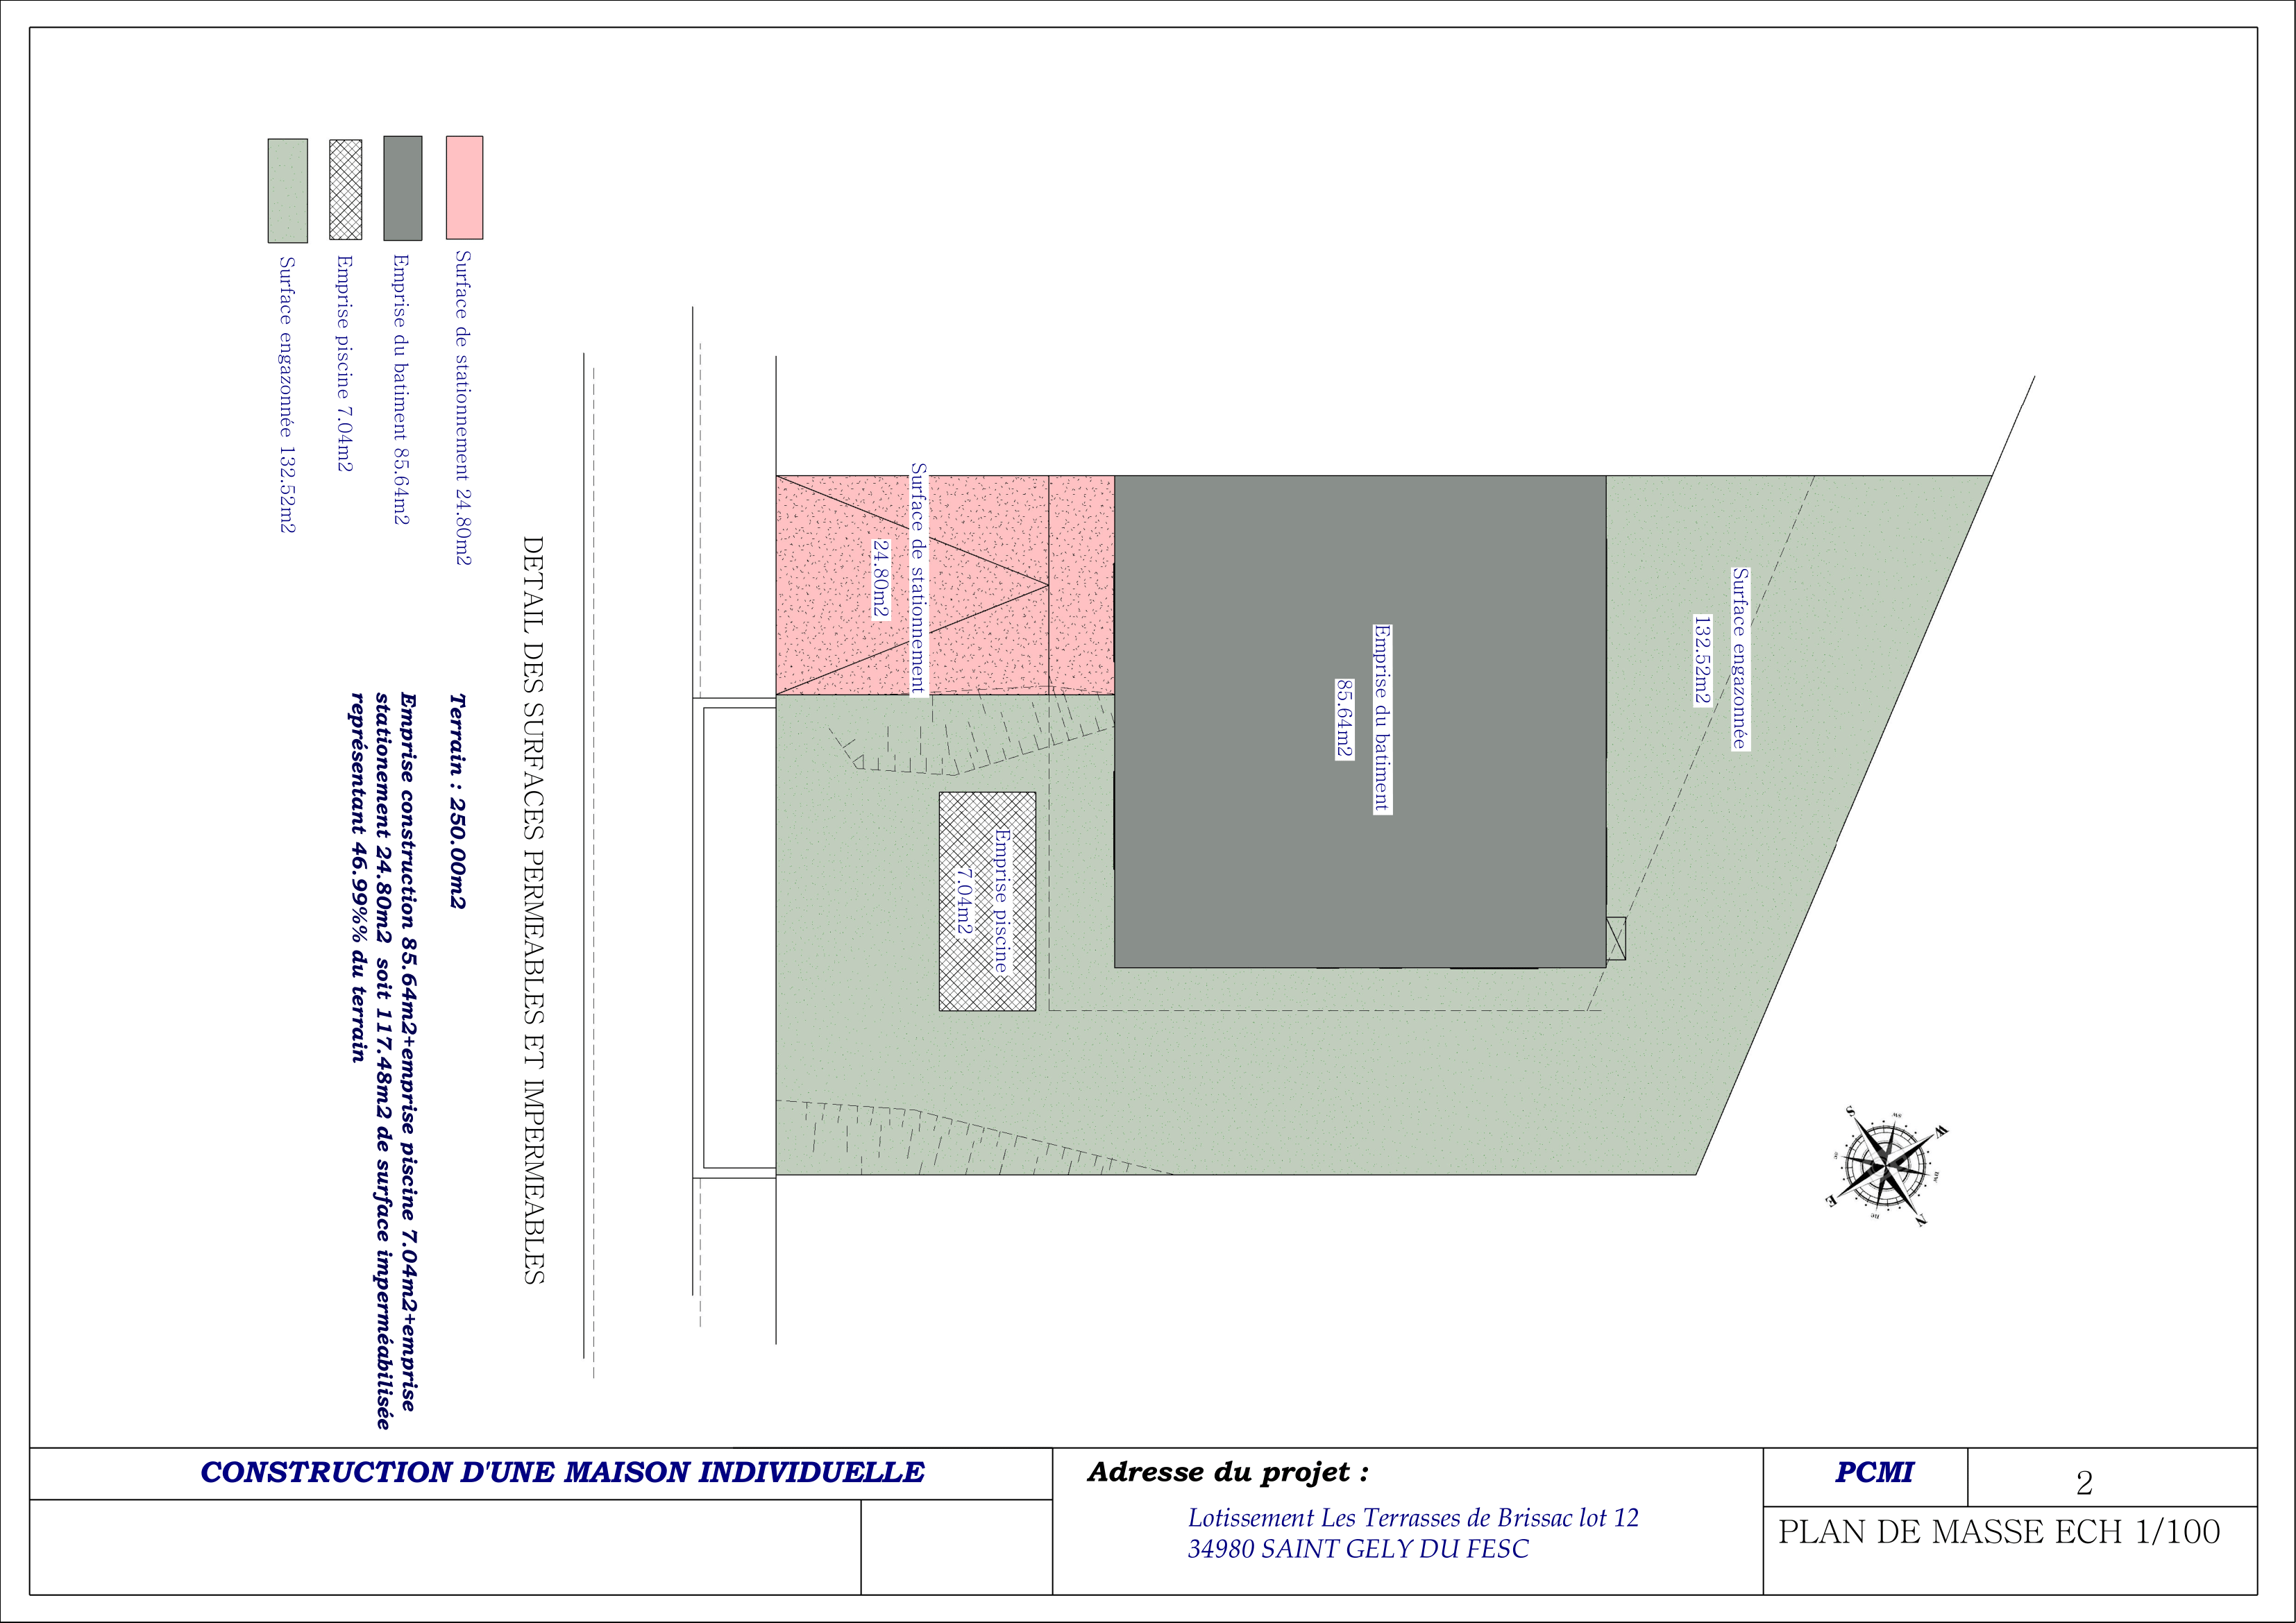 Surface de stationnement 24.80m2
Emprise du batiment 85.64m2
Emprise piscine 7.04m2
Surface engazonnée 132.52m2
Terrain : 250.00m2
Emprise construction 85.64m2+emprise piscine 7.04m2+emprise
stationement 24.80m2 soit 117.48m2 de surface imperméabilisée
représentant 46.99%% du terrain
DETAIL DES SURFACES PERMEABLES ET IMPERMEABLES
Surface de stationnement
24.80m2
Emprise piscine
7.04m2
Emprise du batiment
85.64m2
Surface engazonnée
132.52m2
S
sw
W
nw
N
ne
E
se
CONSTRUCTION D'UNE MAISON INDIVIDUELLE
Adresse du projet :
Lotissement Les Terrasses de Brissac lot 12
34980 SAINT GELY DU FESC
PCMI
2
PLAN DE MASSE ECH 1/100